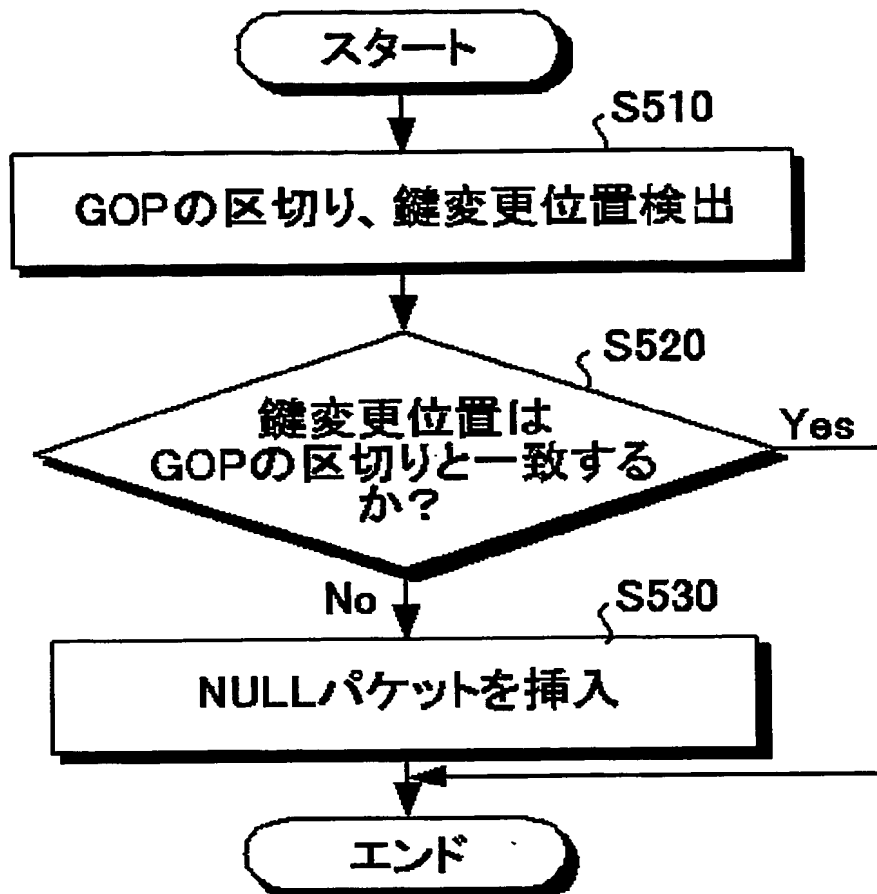 スタート
S510
GOPの区切り、鍵変更位置検出
S520
鍵変更位置は
GOPの区切りと一致する
か?
Yes
No
S530
NULLパケットを挿入
エンド